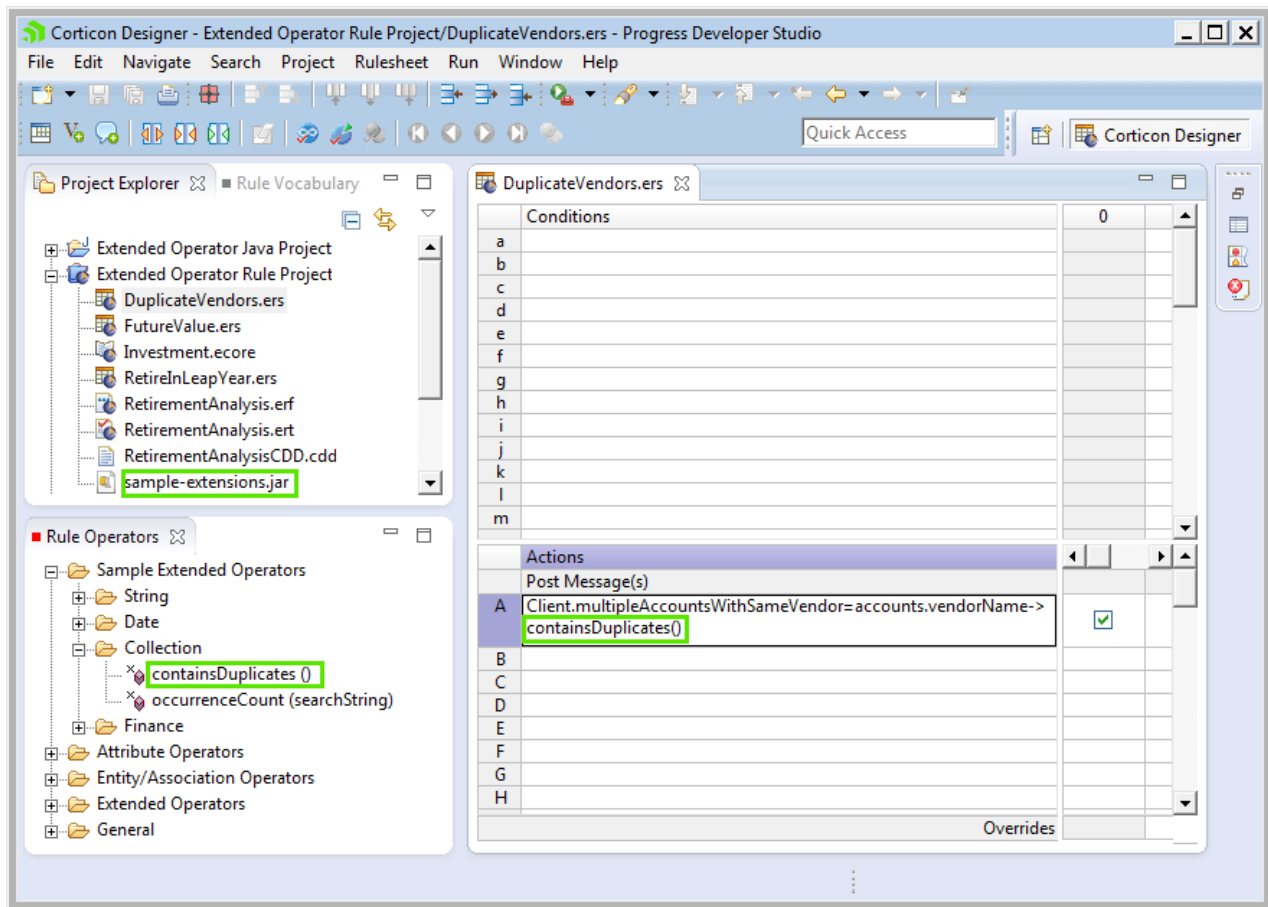 Corticon Designer - Extended Operator Rule Project/DuplicateVendors.ers - Progress Developer Studio
File Edit Navigate Search Project Rulesheet Run Window Help
Quick Access
Corticon Designer
Project Explorer
Rule Vocabulary
Extended Operator Java Project
Extended Operator Rule Project
DuplicateVendors.ers
FutureValue.ers
Investment.ecore
RetireInLeapYear.ers
RetirementAnalysis.erf
RetirementAnalysis.ert
RetirementAnalysisCDD.cdd
sample-extensions.jar
Rule Operators
Sample Extended Operators
String
Date
Collection
containsDuplicates ()
occurrenceCount (searchString)
Finance
Attribute Operators
Entity/Association Operators
Extended Operators
General
DuplicateVendors.ers
Conditions 0
a
b
c
d
e
f
g
h
i
j
k
l
m
Actions
Post Message(s)
A Client.multipleAccountsWithSameVendor=accounts.vendorName->
containsDuplicates()
B
C
D
E
F
G
H
Overrides